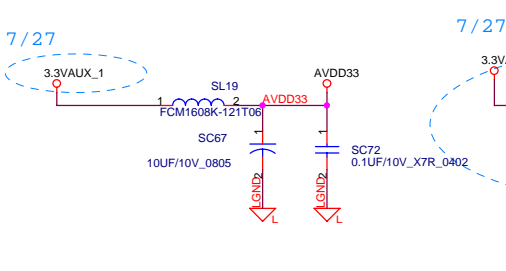 7/27
7/27
3.3VAUX_1
AVDD33
3.3V
SL19
1
2
AVDD33
FCM1608K-121T06
SC67
1
10UF/10V_0805
2
LGND
L
1
SC72
0.1UF/10V_X7R_0402
2
LGND
L